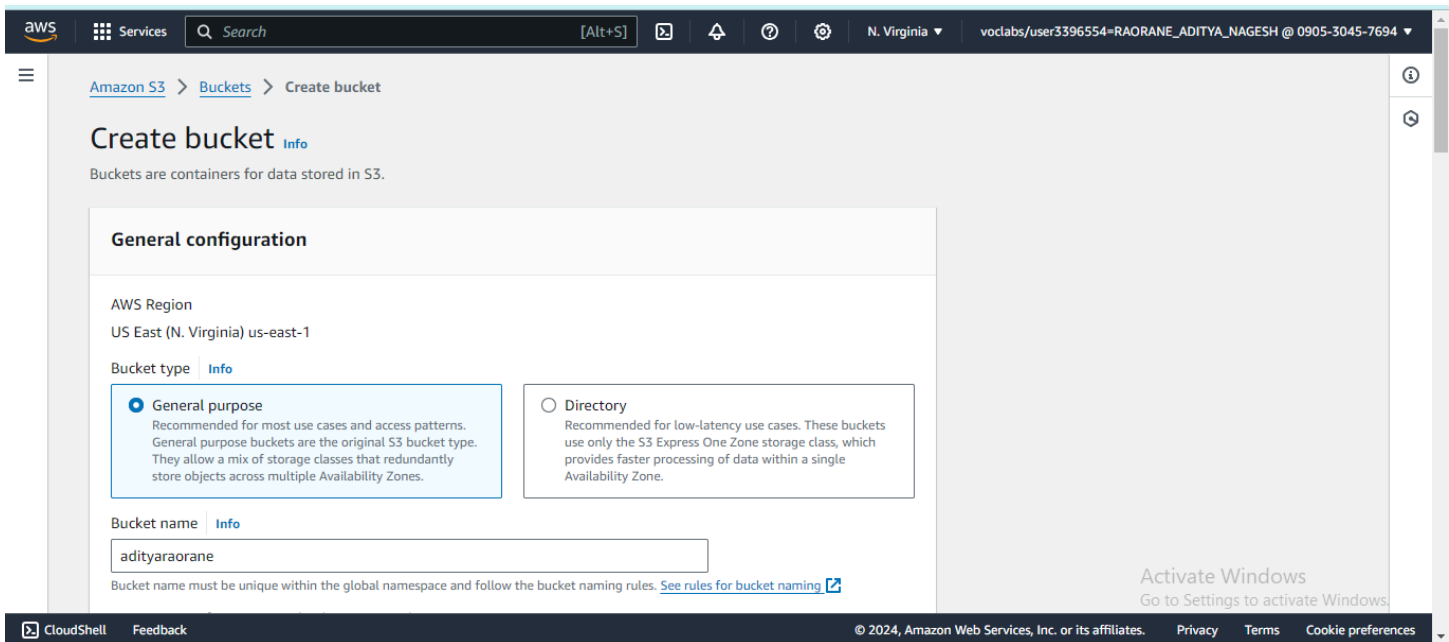 aws Services Search [Alt+S] N. Virginia voclabs/user3396554=RAORANE_ADITYA_NAGESH @ 0905-3045-7694
Amazon S3 Buckets Create bucket
Create bucket Info
Buckets are containers for data stored in S3.
General configuration
AWS Region
US East (N. Virginia) us-east-1
Bucket type Info
General purpose
Recommended for most use cases and access patterns.
General purpose buckets are the original S3 bucket type.
They allow a mix of storage classes that redundantly
store objects across multiple Availability Zones.
Directory
Recommended for low-latency use cases. These buckets
use only the S3 Express One Zone storage class, which
provides faster processing of data within a single
Availability Zone.
Bucket name Info
adityaraorane
Bucket name must be unique within the global namespace and follow the bucket naming rules. See rules for bucket naming
Activate Windows
Go to Settings to activate Windows.
CloudShell Feedback © 2024, Amazon Web Services, Inc. or its affiliates. Privacy Terms Cookie preferences